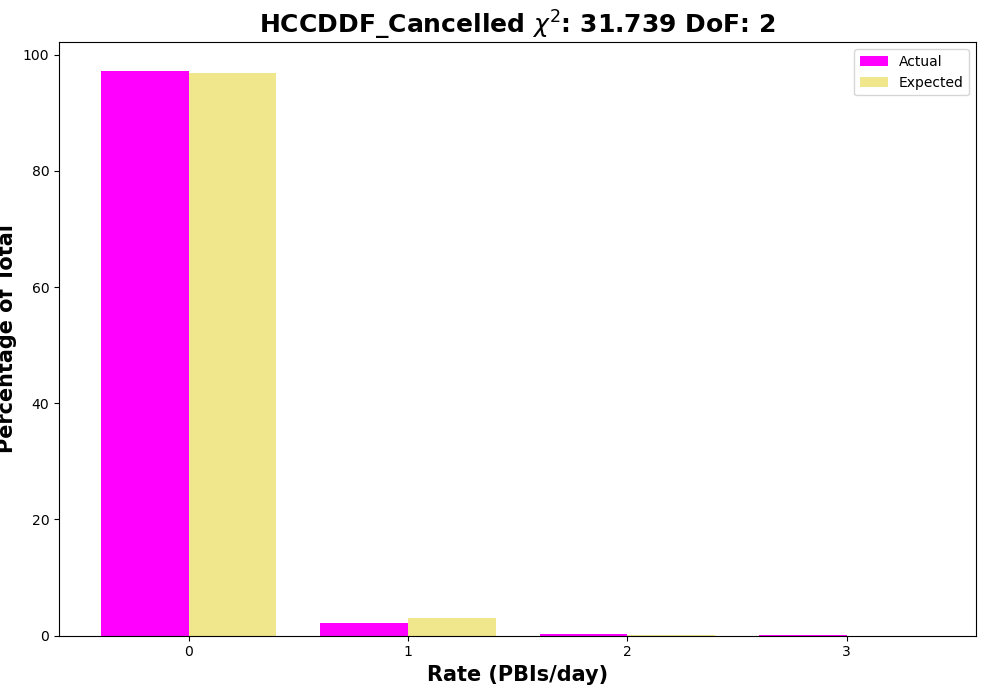 HCCDDF_Cancelled χ²: 31.739 DoF: 2
Actual
Expected
100
80
60
40
20
0
Percentage of Total
0 1 2 3
Rate (PBIs/day)